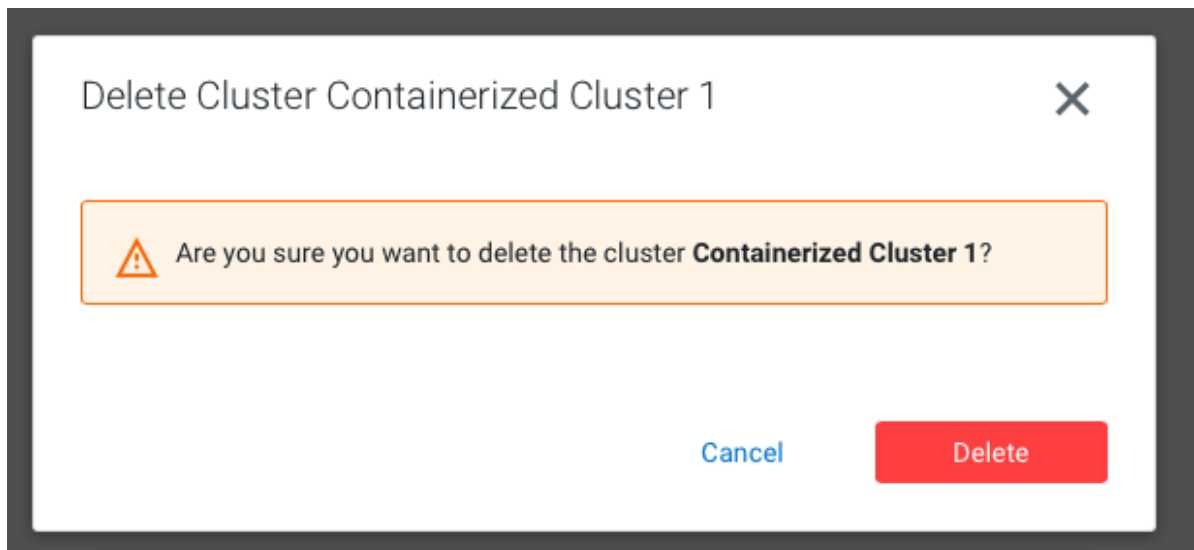 Delete Cluster Containerized Cluster 1
Are you sure you want to delete the cluster Containerized Cluster 1?
Cancel Delete